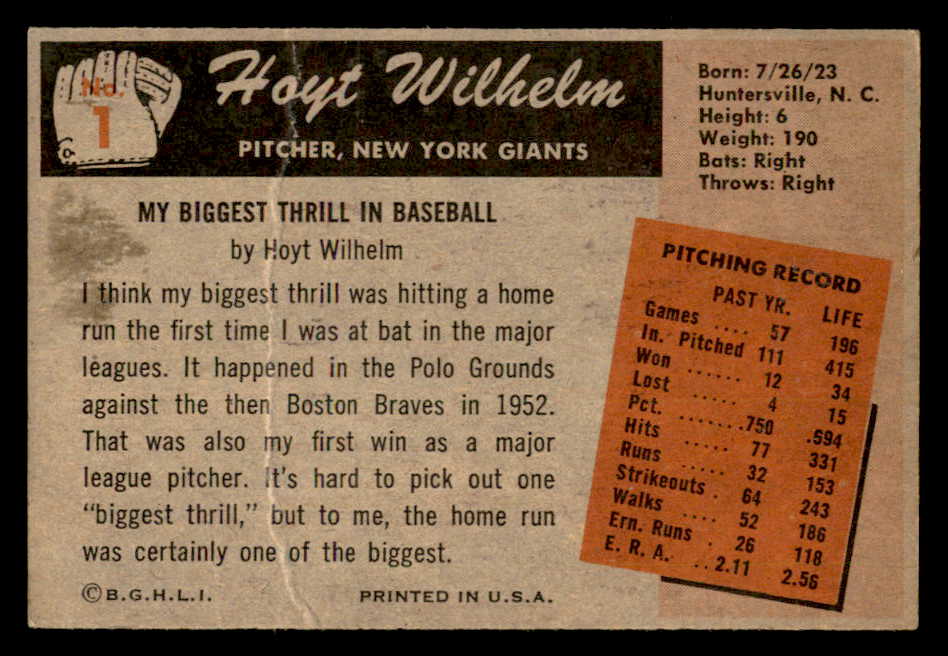 No.
1
Hoyt Wilhelm
PITCHER, NEW YORK GIANTS
Born: 7/26/23
Huntersville, N. C.
Height: 6
Weight: 190
Bats: Right
Throws: Right
MY BIGGEST THRILL IN BASEBALL
by Hoyt Wilhelm
I think my biggest thrill was hitting a home
run the first time I was at bat in the major
leagues. It happened in the Polo Grounds
against the then Boston Braves in 1952.
That was also my first win as a major
league pitcher. It's hard to pick out one
"biggest thrill," but to me, the home run
was certainly one of the biggest.
©B.G.H.L.I. PRINTED IN U.S.A.
PITCHING RECORD
PAST YR. LIFE
Games .... 57 196
In. Pitched 111 415
Won ...... 12 34
Lost ..... 4 15
Pct. ....... .750 .694
Hits ...... 77 331
Runs ..... 32 153
Strikeouts . 64 243
Walks .... 52 186
Ern. Runs . 26 118
E. R. A. .. 2.11 2.56